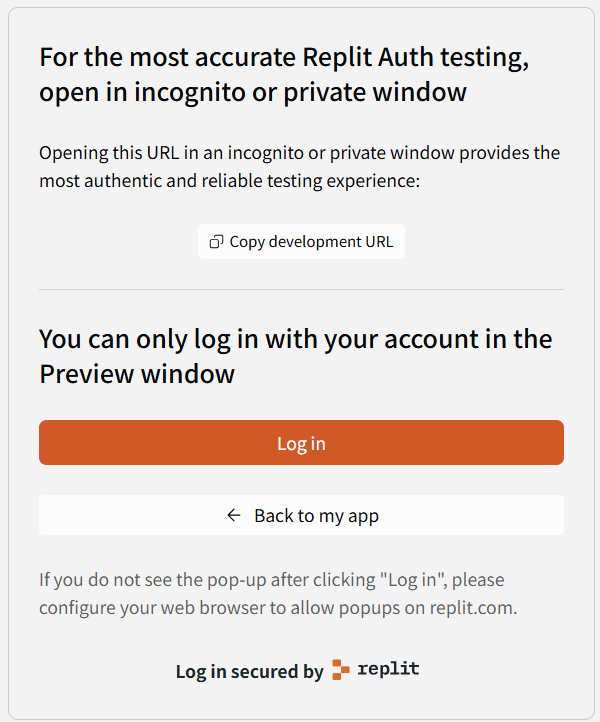 For the most accurate Replit Auth testing,
open in incognito or private window
Opening this URL in an incognito or private window provides the
most authentic and reliable testing experience:
Copy development URL
You can only log in with your account in the
Preview window
Log in
Back to my app
If you do not see the pop-up after clicking "Log in", please
configure your web browser to allow popups on replit.com.
Log in secured by replit